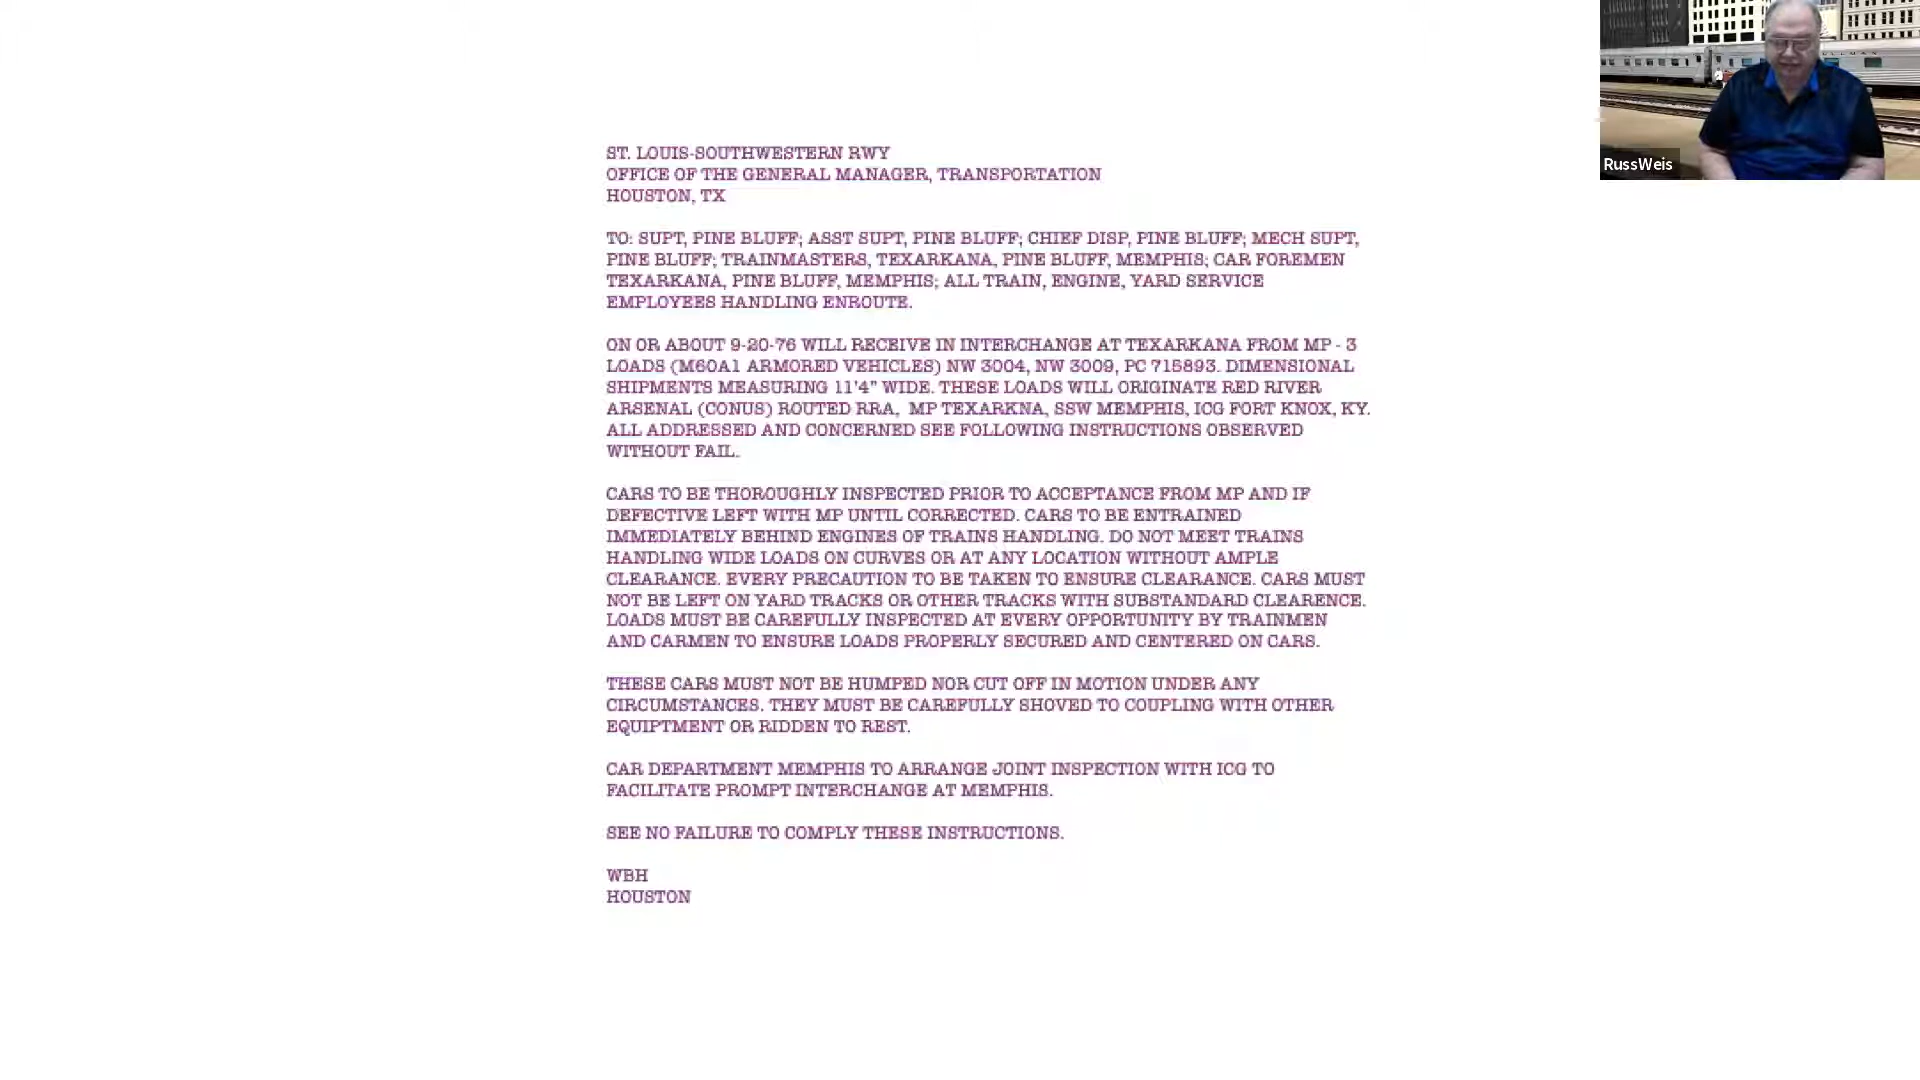 ST. LOUIS-SOUTHWESTERN RWY
OFFICE OF THE GENERAL MANAGER, TRANSPORTATION
HOUSTON, TX
TO: SUPT, PINE BLUFF; ASST SUPT, PINE BLUFF; CHIEF DISP, PINE BLUFF; MECH SUPT,
PINE BLUFF; TRAINMASTERS, TEXARKANA, PINE BLUFF, MEMPHIS; CAR FOREMEN
TEXARKANA, PINE BLUFF, MEMPHIS; ALL TRAIN, ENGINE, YARD SERVICE
EMPLOYEES HANDLING ENROUTE.
ON OR ABOUT 9-20-76 WILL RECEIVE IN INTERCHANGE AT TEXARKANA FROM MP - 3
LOADS (M60A1 ARMORED VEHICLES) NW 3004, NW 3009, PC 715893. DIMENSIONAL
SHIPMENTS MEASURING 11'4" WIDE. THESE LOADS WILL ORIGINATE RED RIVER
ARSENAL (CONUS) ROUTED RRA, MP TEXARKNA, SSW MEMPHIS, ICG FORT KNOX, KY.
ALL ADDRESSED AND CONCERNED SEE FOLLOWING INSTRUCTIONS OBSERVED
WITHOUT FAIL.
CARS TO BE THOROUGHLY INSPECTED PRIOR TO ACCEPTANCE FROM MP AND IF
DEFECTIVE LEFT WITH MP UNTIL CORRECTED. CARS TO BE ENTRAINED
IMMEDIATELY BEHIND ENGINES OF TRAINS HANDLING. DO NOT MEET TRAINS
HANDLING WIDE LOADS ON CURVES OR AT ANY LOCATION WITHOUT AMPLE
CLEARANCE. EVERY PRECAUTION TO BE TAKEN TO ENSURE CLEARANCE. CARS MUST
NOT BE LEFT ON YARD TRACKS OR OTHER TRACKS WITH SUBSTANDARD CLEARENCE.
LOADS MUST BE CAREFULLY INSPECTED AT EVERY OPPORTUNITY BY TRAINMEN
AND CARMEN TO ENSURE LOADS PROPERLY SECURED AND CENTERED ON CARS.
THESE CARS MUST NOT BE HUMPED NOR CUT OFF IN MOTION UNDER ANY
CIRCUMSTANCES. THEY MUST BE CAREFULLY SHOVED TO COUPLING WITH OTHER
EQUIPTMENT OR RIDDEN TO REST.
CAR DEPARTMENT MEMPHIS TO ARRANGE JOINT INSPECTION WITH ICG TO
FACILITATE PROMPT INTERCHANGE AT MEMPHIS.
SEE NO FAILURE TO COMPLY THESE INSTRUCTIONS.
WBH
HOUSTON
RussWeis